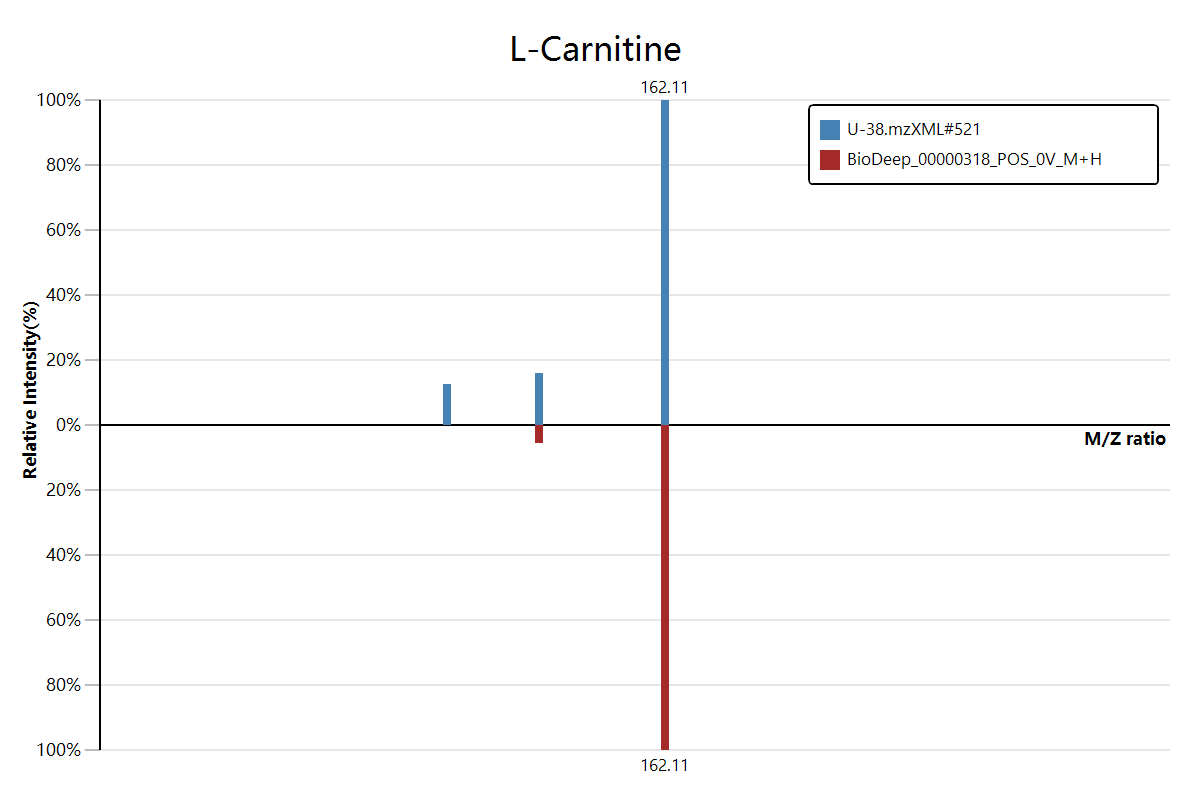 L-Carnitine
162.11
100%
U-38.mzXML#521
BioDeep_00000318_POS_0V_M+H
80%
60%
40%
20%
0%
Relative Intensity(%)
M/Z ratio
20%
40%
60%
80%
100%
162.11